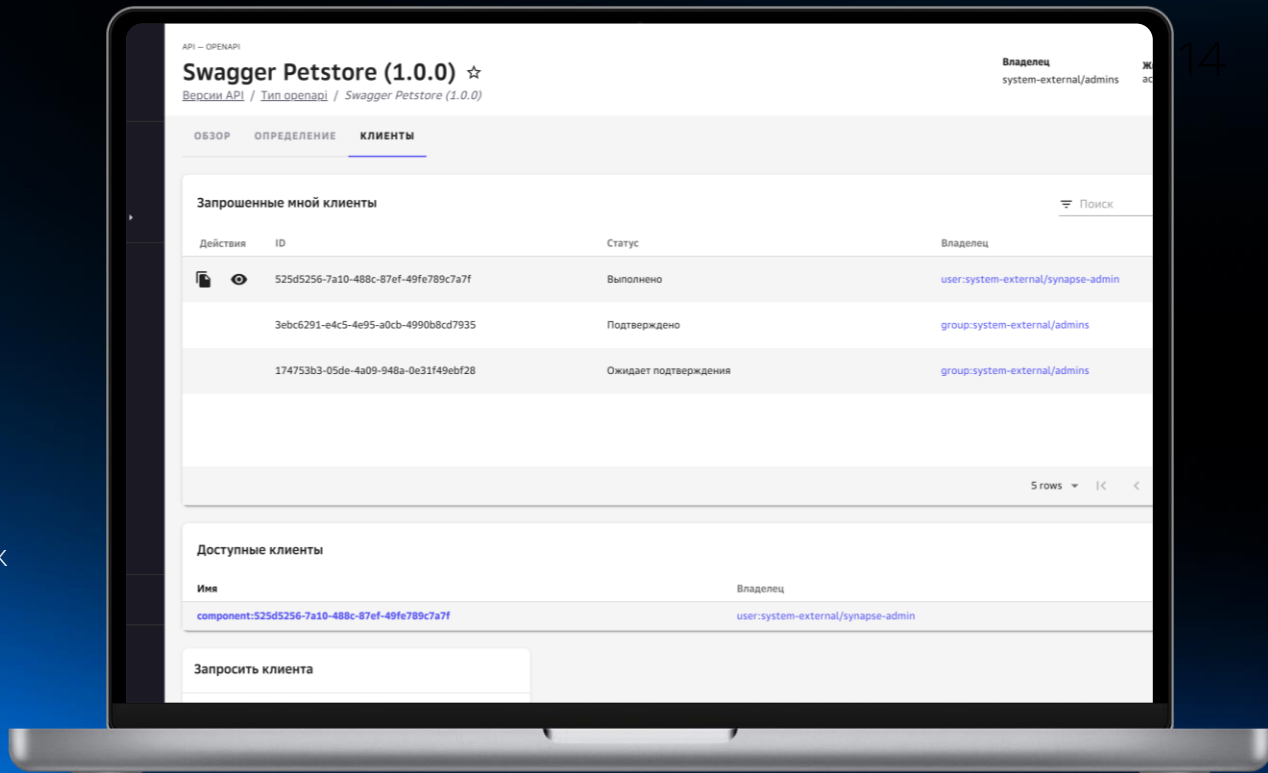 14
API — OPENAPI
Swagger Petstore (1.0.0)
Версии API / Тип openapi / Swagger Petstore (1.0.0)
Владелец
system-external/admins
ОБЗОР ОПРЕДЕЛЕНИЕ КЛИЕНТЫ
Запрошенные мной клиенты
Поиск
Действия ID Статус Владелец
525d5256-7a10-488c-87ef-49fe789c7a7f Выполнено user:system-external/synapse-admin
3ebc6291-e4c5-4e95-a0cb-4990b8cd7935 Подтверждено group:system-external/admins
174753b3-05de-4a09-948a-0e31f49ebf28 Ожидает подтверждения group:system-external/admins
5 rows
Доступные клиенты
Имя Владелец
component:525d5256-7a10-488c-87ef-49fe789c7a7f user:system-external/synapse-admin
Запросить клиента